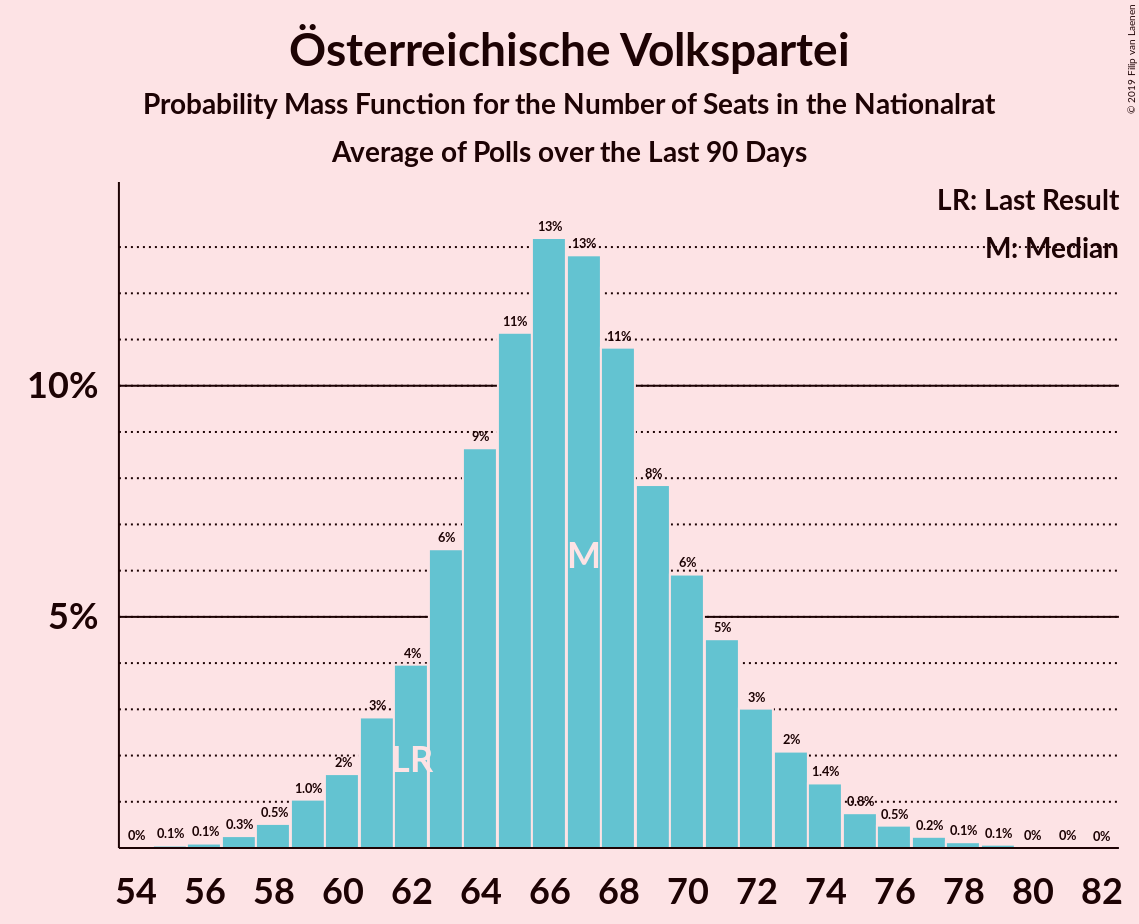 Österreichische Volkspartei
Probability Mass Function for the Number of Seats in the Nationalrat
Average of Polls over the Last 90 Days
© 2019 Filip van Laenen
LR: Last Result
M: Median
10%
5%
0% 0.1% 0.1% 0.3% 0.5% 1.0% 2% 3% 4% 6% 9% 11% 13% 13% 11% 8% 6% 5% 3% 2% 1.4% 0.8% 0.5% 0.2% 0.1% 0.1% 0% 0% 0%
LR
M
54 56 58 60 62 64 66 68 70 72 74 76 78 80 82